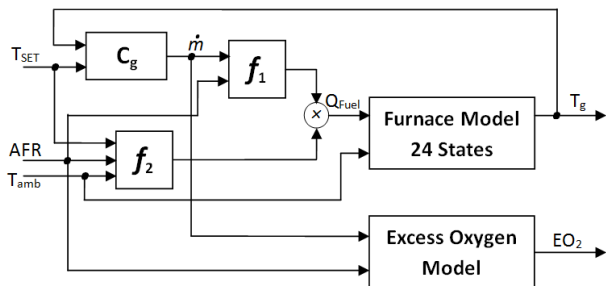 T_SET
C_g
ṁ
f_1
Q_Fuel
×
Furnace Model
24 States
T_g
AFR
T_amb
f_2
Excess Oxygen
Model
EO_2